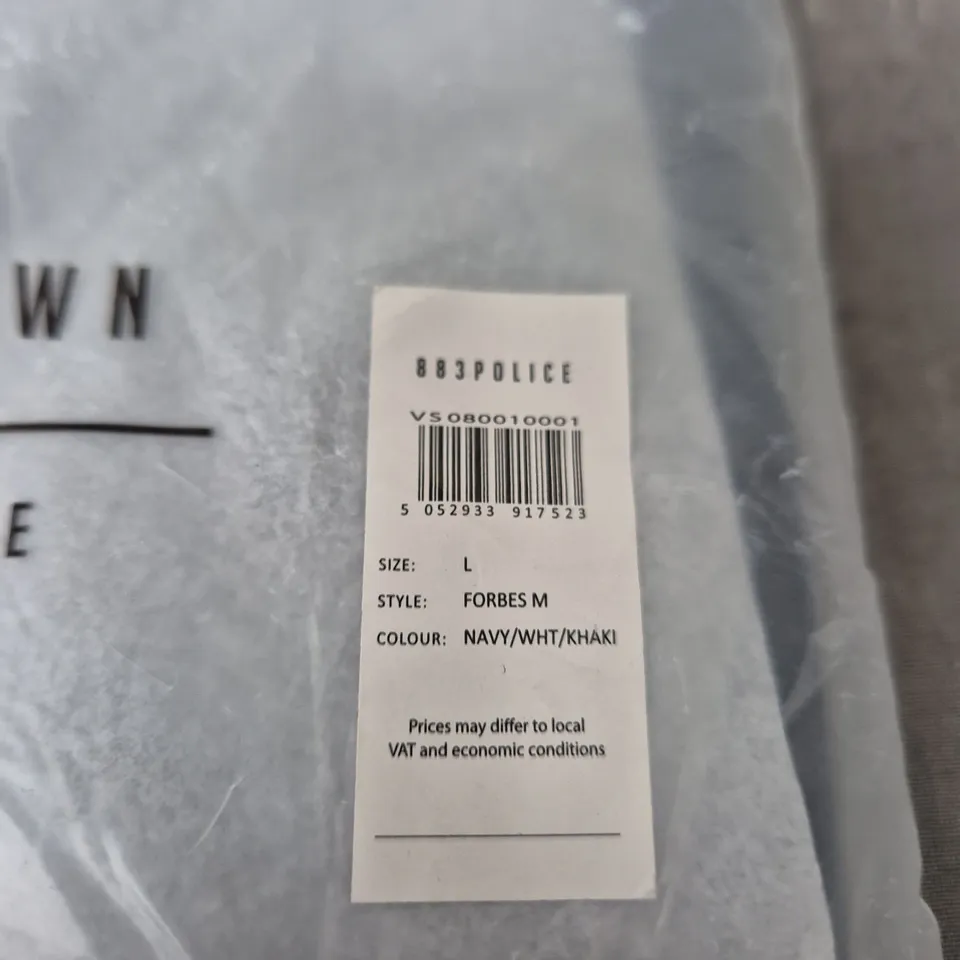 WN
E
883POLICE
VS080010001
5 052933 917523
SIZE: L
STYLE: FORBES M
COLOUR: NAVY/WHT/KHAKI
Prices may differ to local
VAT and economic conditions